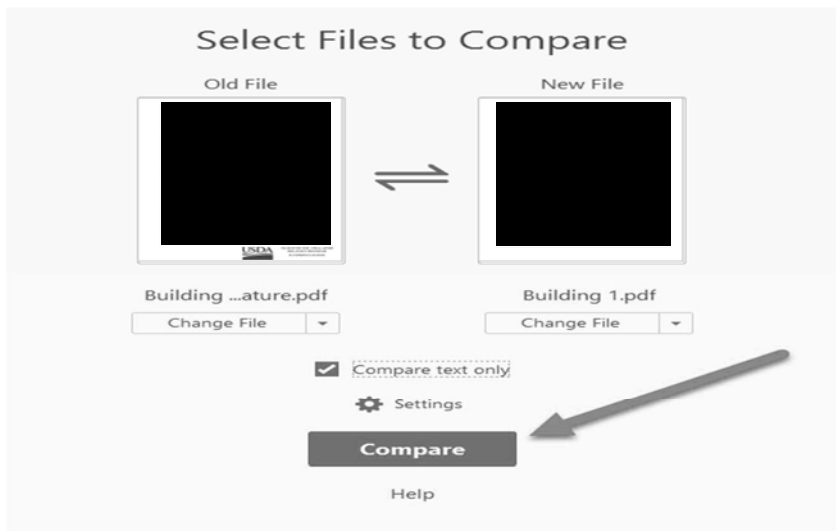 Select Files to Compare
Old File New File
USDA
Building ...ature.pdf Building 1.pdf
Change File Change File
Compare text only
Settings
Compare
Help